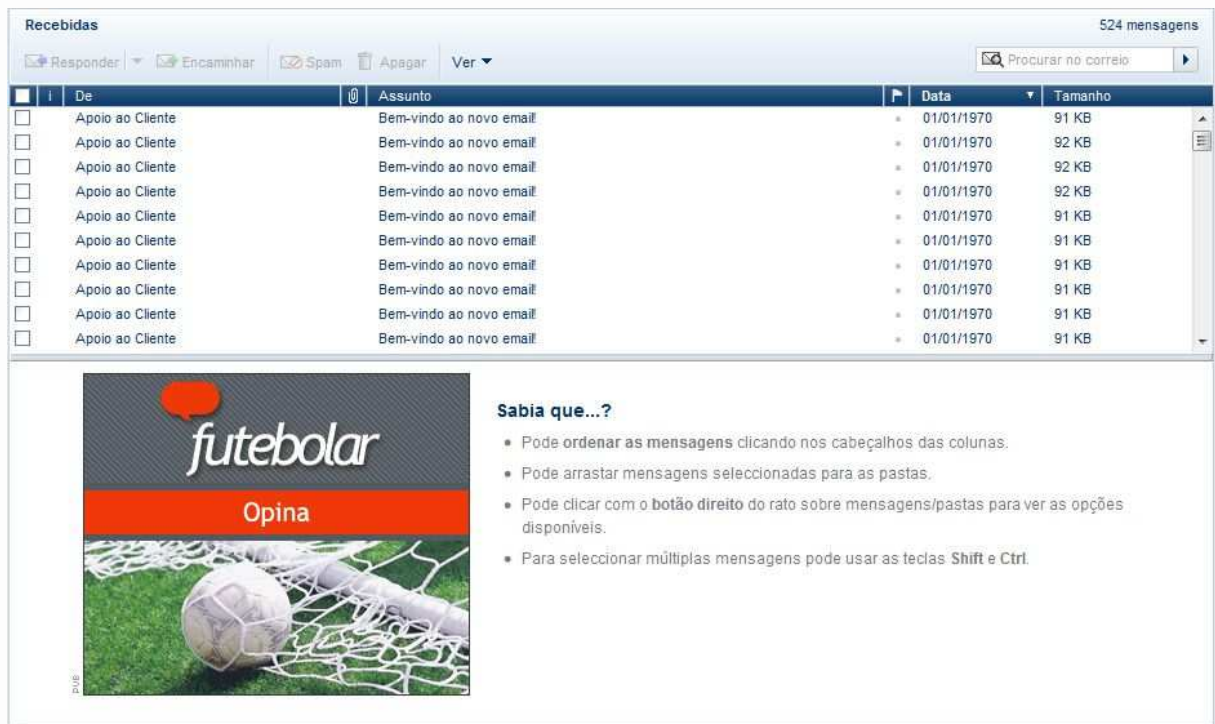 Recebidas 524 mensagens
Responder Encaminhar Spam Apagar Ver Procurar no correio
i De Assunto Data Tamanho
Apoio ao Cliente Bem-vindo ao novo email! 01/01/1970 91 KB
Apoio ao Cliente Bem-vindo ao novo email! 01/01/1970 92 KB
Apoio ao Cliente Bem-vindo ao novo email! 01/01/1970 92 KB
Apoio ao Cliente Bem-vindo ao novo email! 01/01/1970 92 KB
Apoio ao Cliente Bem-vindo ao novo email! 01/01/1970 91 KB
Apoio ao Cliente Bem-vindo ao novo email! 01/01/1970 91 KB
Apoio ao Cliente Bem-vindo ao novo email! 01/01/1970 91 KB
Apoio ao Cliente Bem-vindo ao novo email! 01/01/1970 91 KB
Apoio ao Cliente Bem-vindo ao novo email! 01/01/1970 91 KB
Apoio ao Cliente Bem-vindo ao novo email! 01/01/1970 91 KB
futebolar
Opina
PUB
Sabia que...?
Pode ordenar as mensagens clicando nos cabeçalhos das colunas.
Pode arrastar mensagens seleccionadas para as pastas.
Pode clicar com o botão direito do rato sobre mensagens/pastas para ver as opções
disponíveis.
Para seleccionar múltiplas mensagens pode usar as teclas Shift e Ctrl.